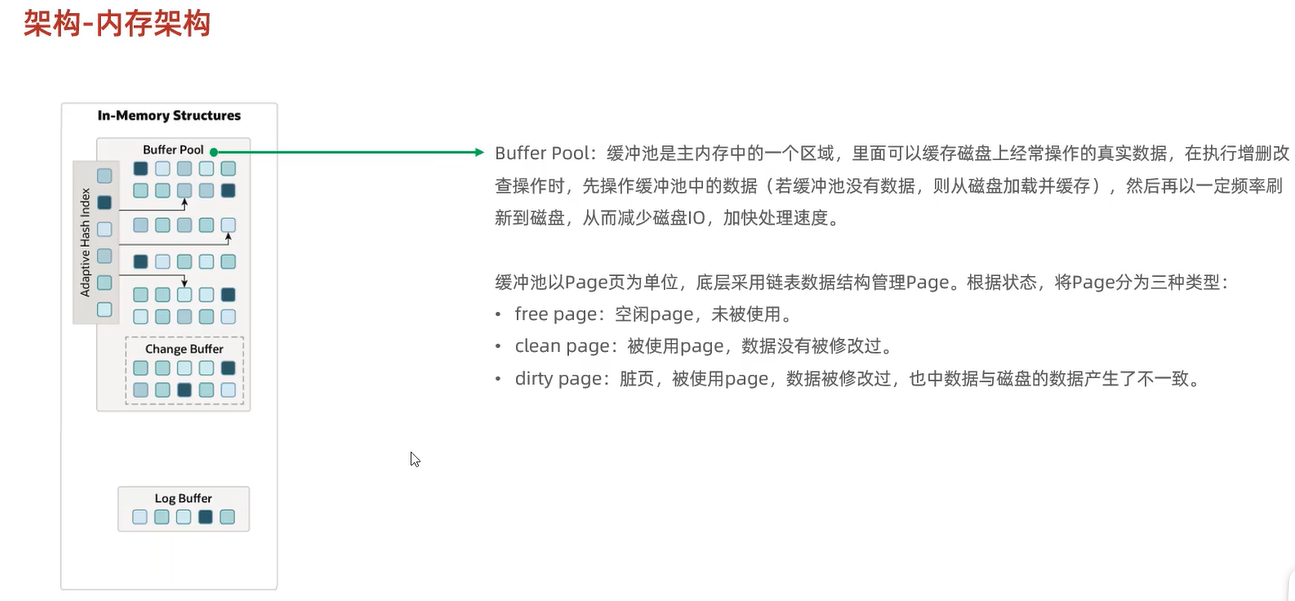 架构-内存架构
In-Memory Structures
Buffer Pool
Adaptive Hash Index
Change Buffer
Log Buffer
Buffer Pool：缓冲池是主内存中的一个区域，里面可以缓存磁盘上经常操作的真实数据，在执行增删改
查操作时，先操作缓冲池中的数据（若缓冲池没有数据，则从磁盘加载并缓存），然后再以一定频率刷
新到磁盘，从而减少磁盘IO，加快处理速度。
缓冲池以Page页为单位，底层采用链表数据结构管理Page。根据状态，将Page分为三种类型：
• free page：空闲page，未被使用。
• clean page：被使用page，数据没有被修改过。
• dirty page：脏页，被使用page，数据被修改过，也中数据与磁盘的数据产生了不一致。